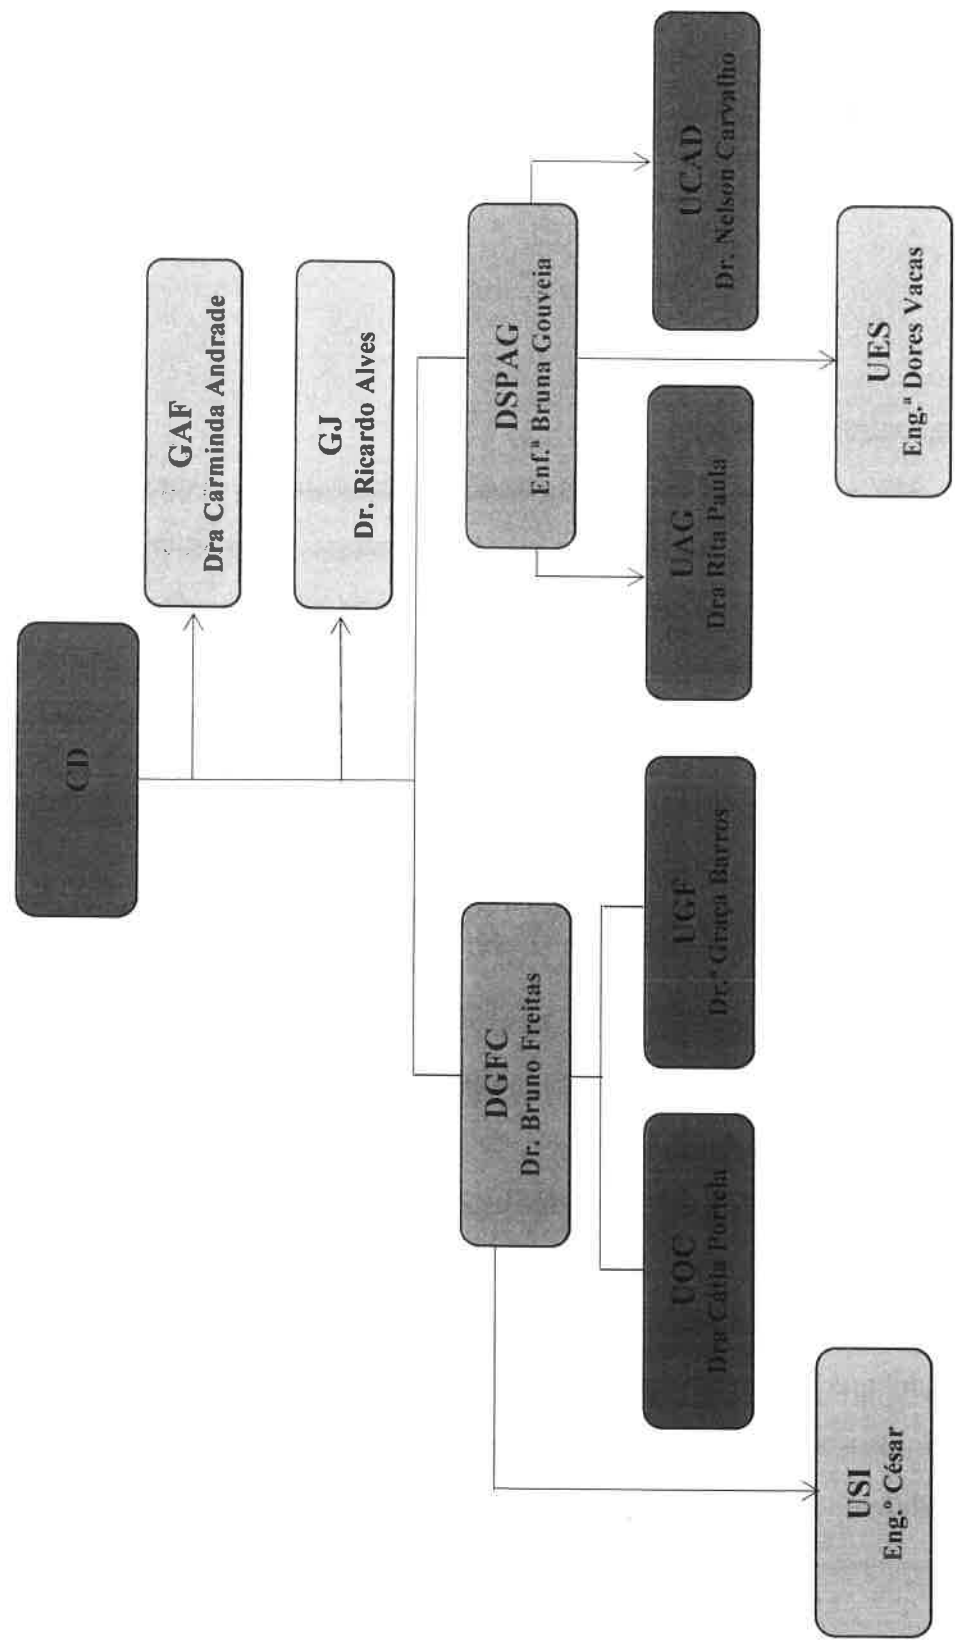 CD
GAF
Dra Carminda Andrade
GJ
Dr. Ricardo Alves
DGFC
Dr. Bruno Freitas
DSPAG
Enf.ª Bruna Gouveia
UOC
Dra Cátia Portela
UGF
Dr.ª Graça Barros
UAG
Dra Rita Paula
UCAD
Dr. Nelson Carvalho
USI
Eng.º César
UES
Eng.ª Dores Vacas